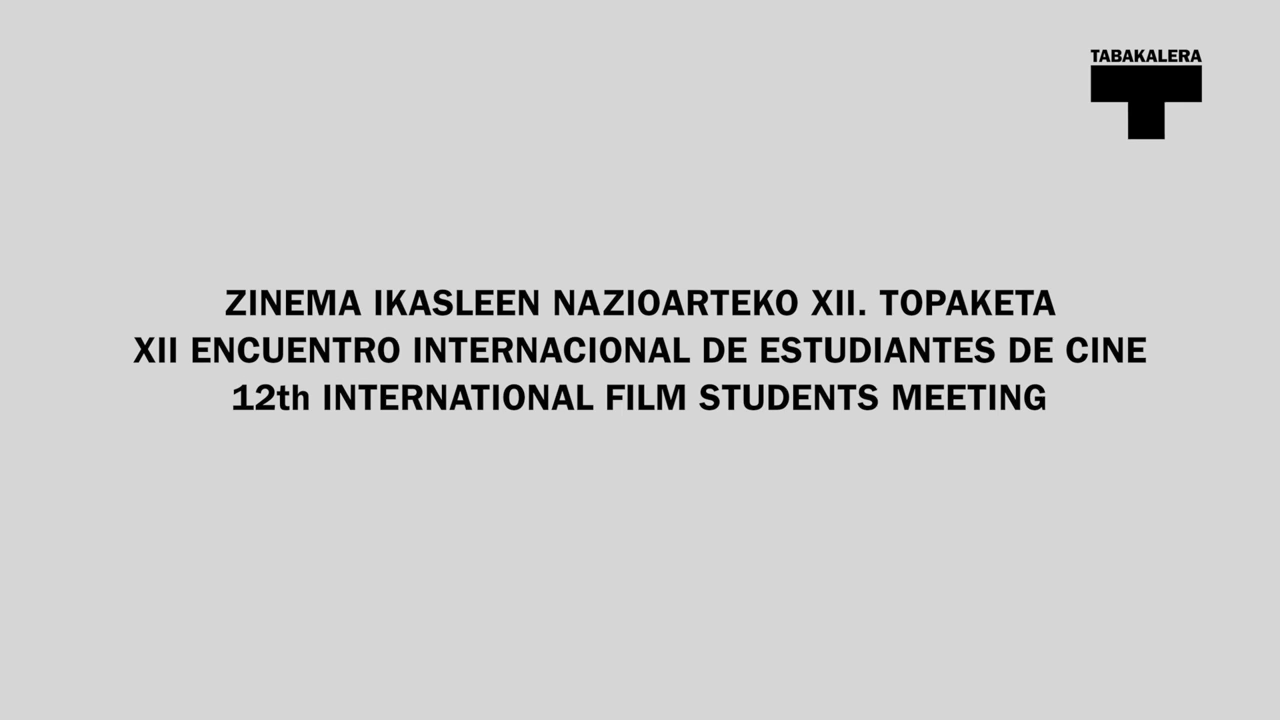 TABAKALERA
ZINEMA IKASLEEN NAZIOARTEKO XII. TOPAKETA
XII ENCUENTRO INTERNACIONAL DE ESTUDIANTES DE CINE
12th INTERNATIONAL FILM STUDENTS MEETING